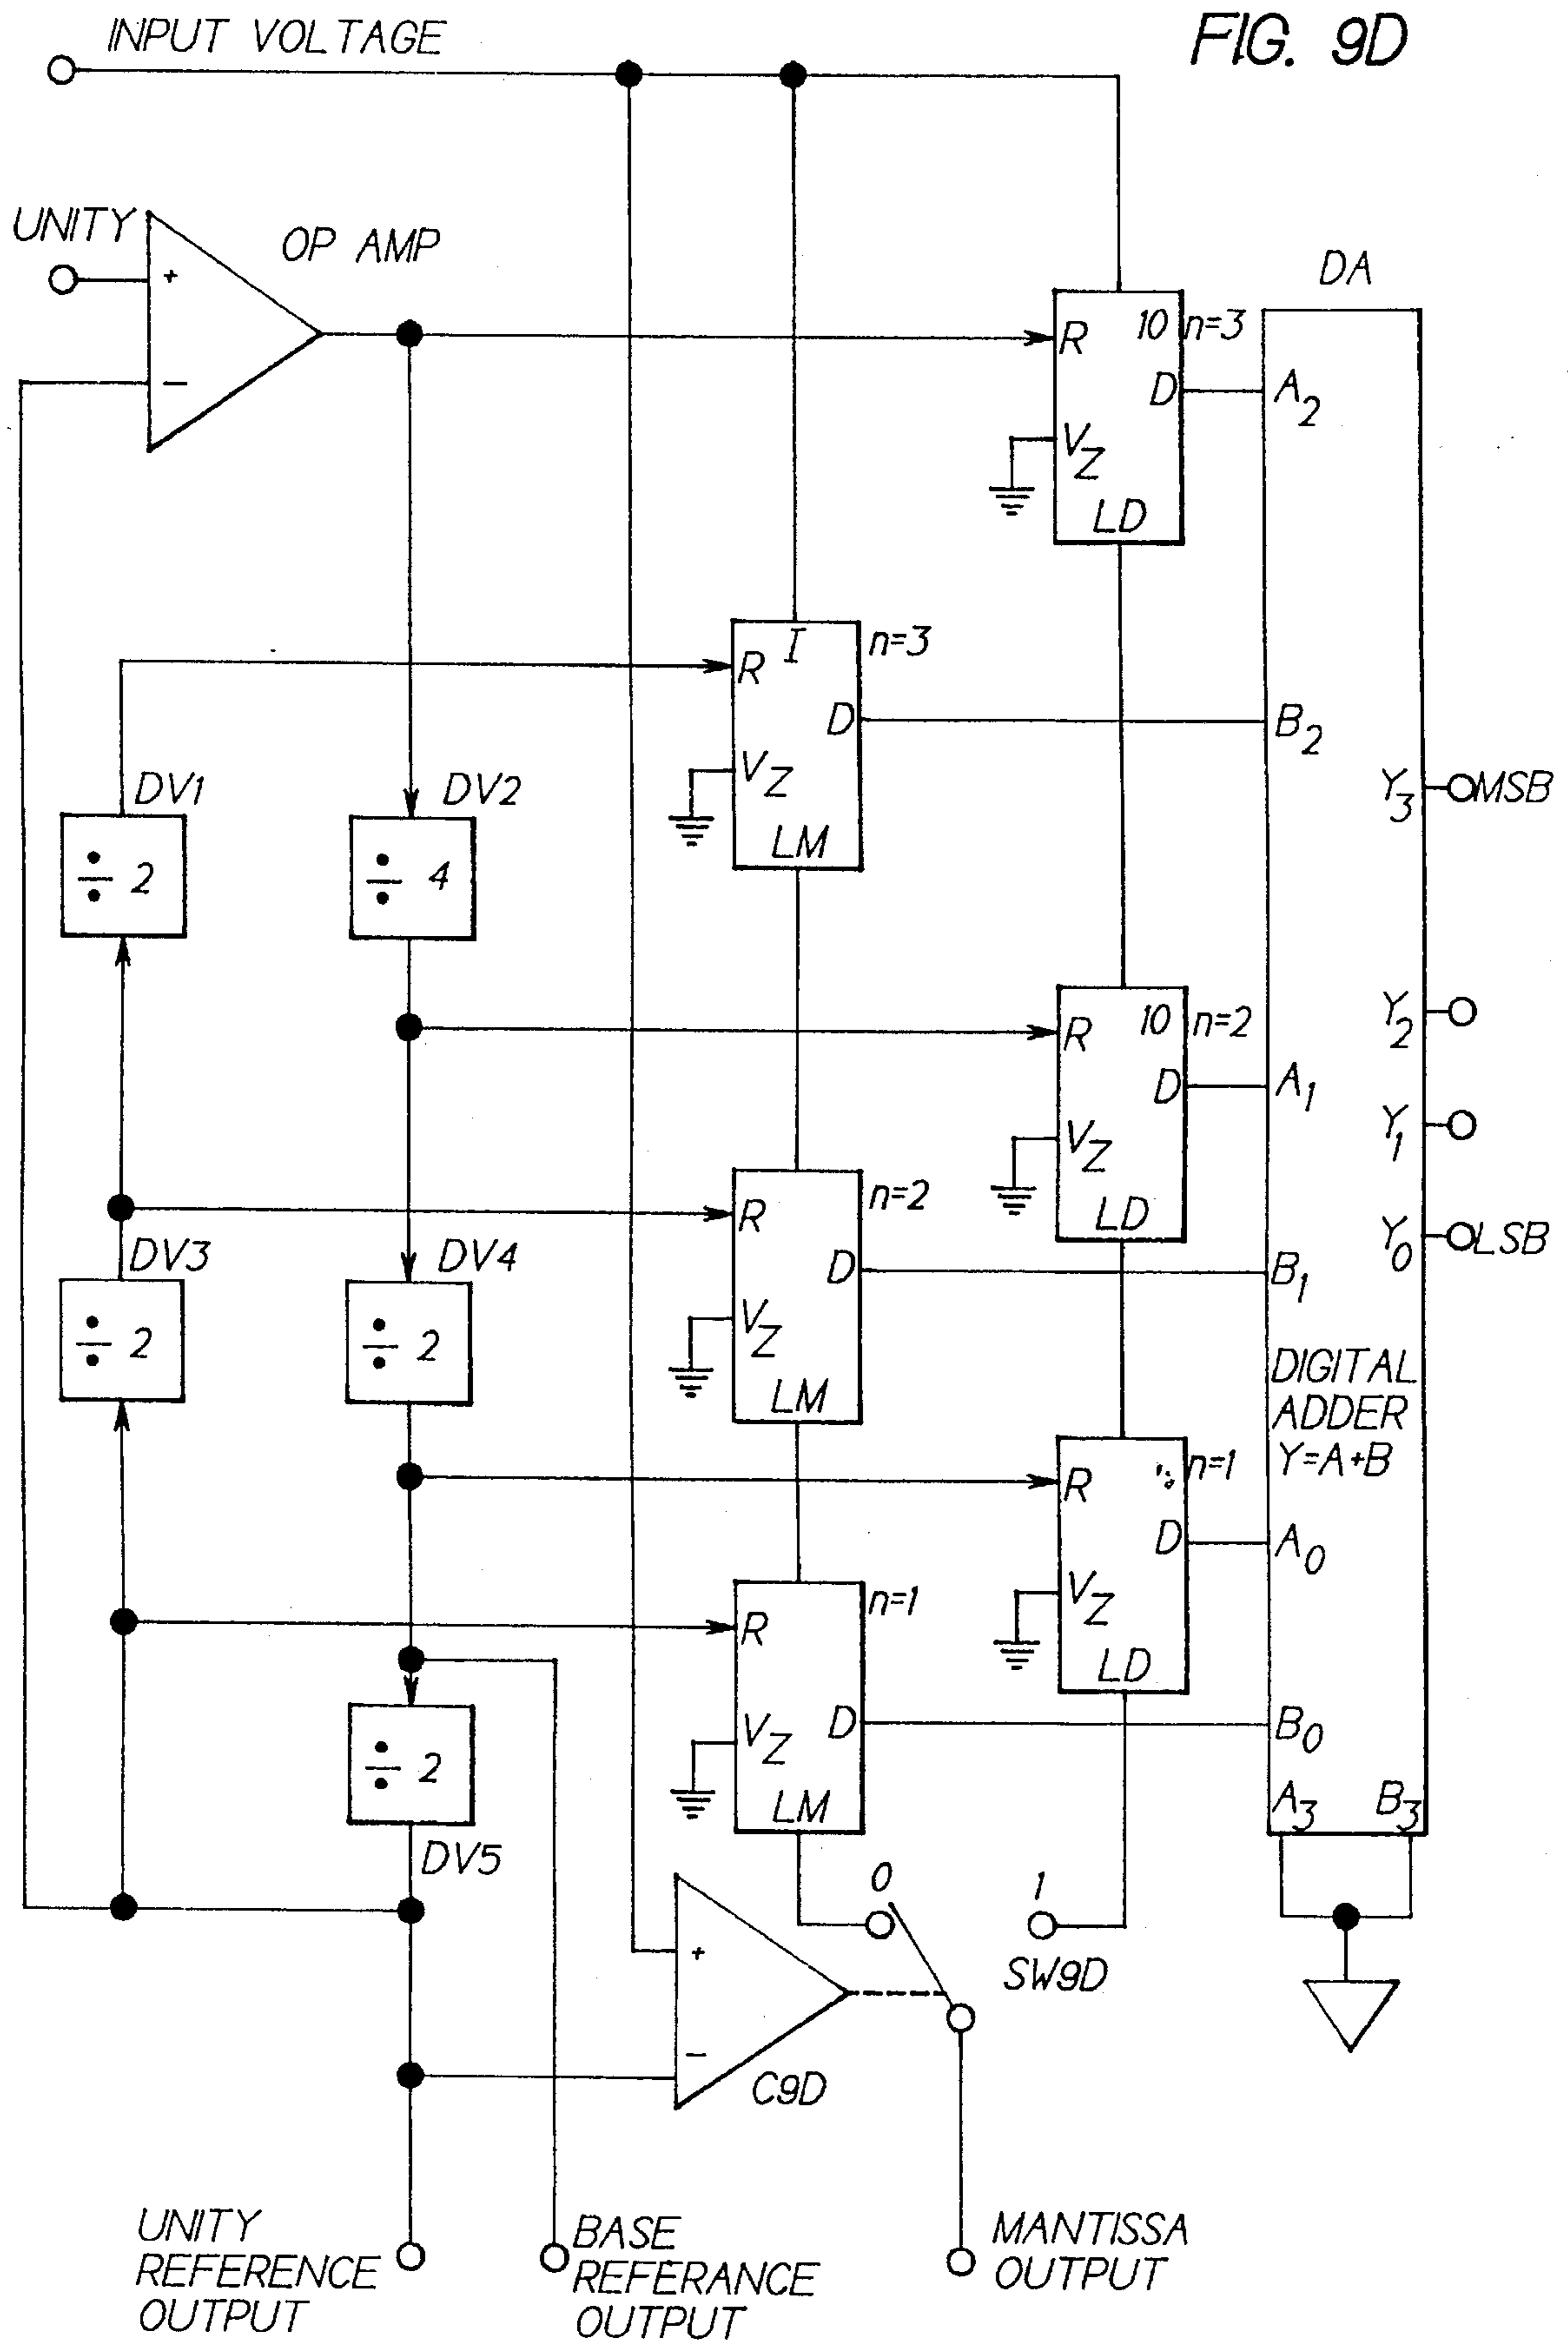 FIG. 9D
INPUT VOLTAGE
UNITY
OP AMP
+
−
DA
R
10
n=3
D
A2
VZ
LD
I
n=3
R
D
B2
VZ
LM
DV1
÷ 2
DV2
÷ 4
Y3
MSB
10
n=2
R
D
A1
VZ
LD
Y2
Y1
Y0
LSB
R
n=2
D
B1
VZ
LM
DV3
÷ 2
DV4
÷ 2
DIGITAL
ADDER
Y=A+B
R
n=1
D
A0
VZ
LD
R
n=1
VZ
D
B0
LM
÷ 2
DV5
A3
B3
0
1
SW9D
+
−
C9D
UNITY
REFERENCE
OUTPUT
BASE
REFERANCE
OUTPUT
MANTISSA
OUTPUT